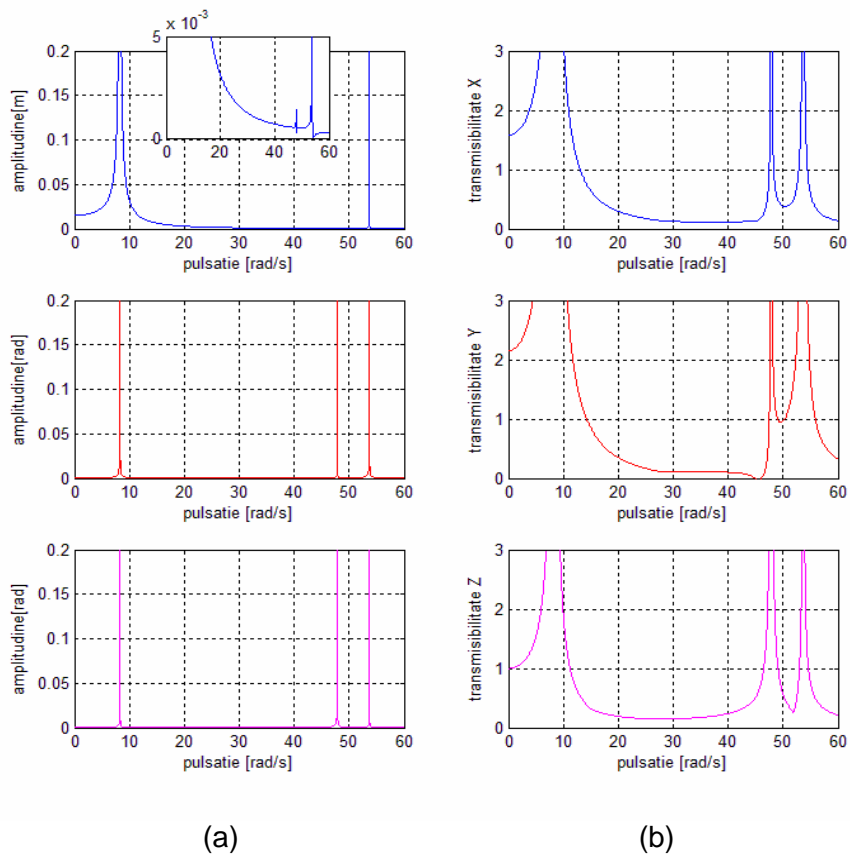 x 10⁻³
5
0
0 20 40 60
0.2
0.15
0.1
0.05
0
0 10 20 30 40 50 60
amplitudine[m]
pulsatie [rad/s]
3
2
1
0
0 10 20 30 40 50 60
transmisibilitate X
pulsatie [rad/s]
0.2
0.15
0.1
0.05
0
0 10 20 30 40 50 60
amplitudine[rad]
pulsatie [rad/s]
3
2
1
0
0 10 20 30 40 50 60
transmisibilitate Y
pulsatie [rad/s]
0.2
0.15
0.1
0.05
0
0 10 20 30 40 50 60
amplitudine[rad]
pulsatie [rad/s]
3
2
1
0
0 10 20 30 40 50 60
transmisibilitate Z
pulsatie [rad/s]
(a) (b)